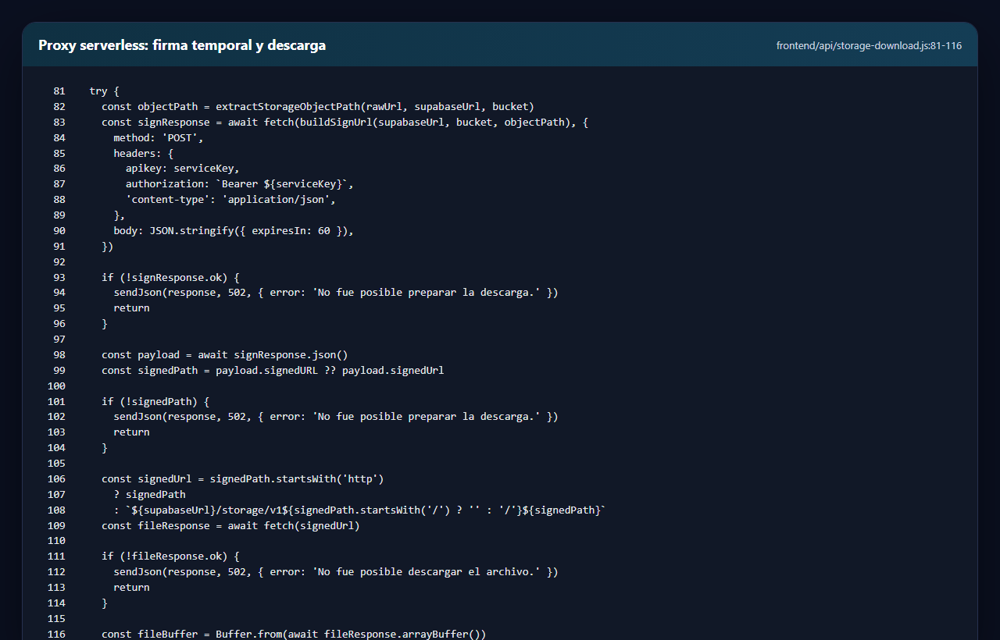 Proxy serverless: firma temporal y descarga
frontend/api/storage-download.js:81-116
81 try {
82 const objectPath = extractStorageObjectPath(rawUrl, supabaseUrl, bucket)
83 const signResponse = await fetch(buildSignUrl(supabaseUrl, bucket, objectPath), {
84 method: 'POST',
85 headers: {
86 apikey: serviceKey,
87 authorization: `Bearer ${serviceKey}`,
88 'content-type': 'application/json',
89 },
90 body: JSON.stringify({ expiresIn: 60 }),
91 })
92
93 if (!signResponse.ok) {
94 sendJson(response, 502, { error: 'No fue posible preparar la descarga.' })
95 return
96 }
97
98 const payload = await signResponse.json()
99 const signedPath = payload.signedURL ?? payload.signedUrl
100
101 if (!signedPath) {
102 sendJson(response, 502, { error: 'No fue posible preparar la descarga.' })
103 return
104 }
105
106 const signedUrl = signedPath.startsWith('http')
107 ? signedPath
108 : `${supabaseUrl}/storage/v1${signedPath.startsWith('/') ? '' : '/'}${signedPath}`
109 const fileResponse = await fetch(signedUrl)
110
111 if (!fileResponse.ok) {
112 sendJson(response, 502, { error: 'No fue posible descargar el archivo.' })
113 return
114 }
115
116 const fileBuffer = Buffer.from(await fileResponse.arrayBuffer())